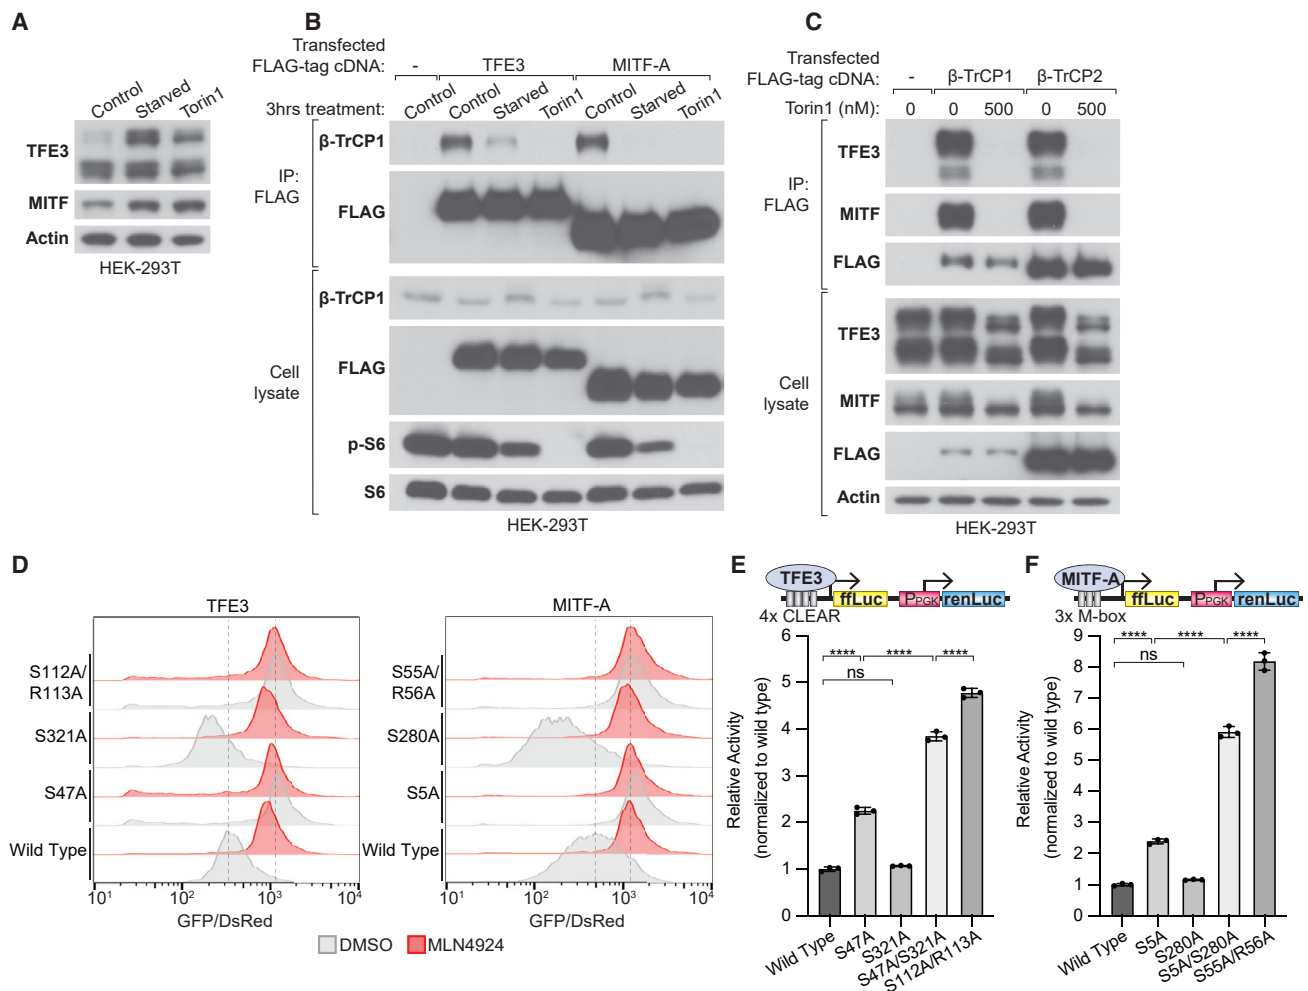 A
Control
Starved
Torin1
TFE3
MITF
Actin
HEK-293T
B
Transfected
FLAG-tag cDNA:
-
TFE3
MITF-A
3hrs treatment:
Control
Control
Starved
Torin1
Control
Starved
Torin1
IP:
FLAG
β-TrCP1
FLAG
Cell
lysate
β-TrCP1
FLAG
p-S6
S6
HEK-293T
C
Transfected
FLAG-tag cDNA:
-
β-TrCP1
β-TrCP2
Torin1 (nM):
0
0
500
0
500
IP:
FLAG
TFE3
MITF
FLAG
Cell
lysate
TFE3
MITF
FLAG
Actin
HEK-293T
D
TFE3
S112A/
R113A
S321A
S47A
Wild Type
10¹
10²
10³
10⁴
GFP/DsRed
MITF-A
S55A/
R56A
S280A
S5A
Wild Type
10¹
10²
10³
10⁴
GFP/DsRed
DMSO
MLN4924
E
TFE3
ffLuc
PPGK
renLuc
4x CLEAR
Relative Activity
(normalized to wild type)
6
5
4
3
2
1
0
****
****
****
ns
Wild Type
S47A
S321A
S47A/S321A
S112A/R113A
F
MITF-A
ffLuc
PPGK
renLuc
3x M-box
Relative Activity
(normalized to wild type)
9
8
7
6
5
4
3
2
1
0
****
****
****
ns
Wild Type
S5A
S280A
S5A/S280A
S55A/R56A